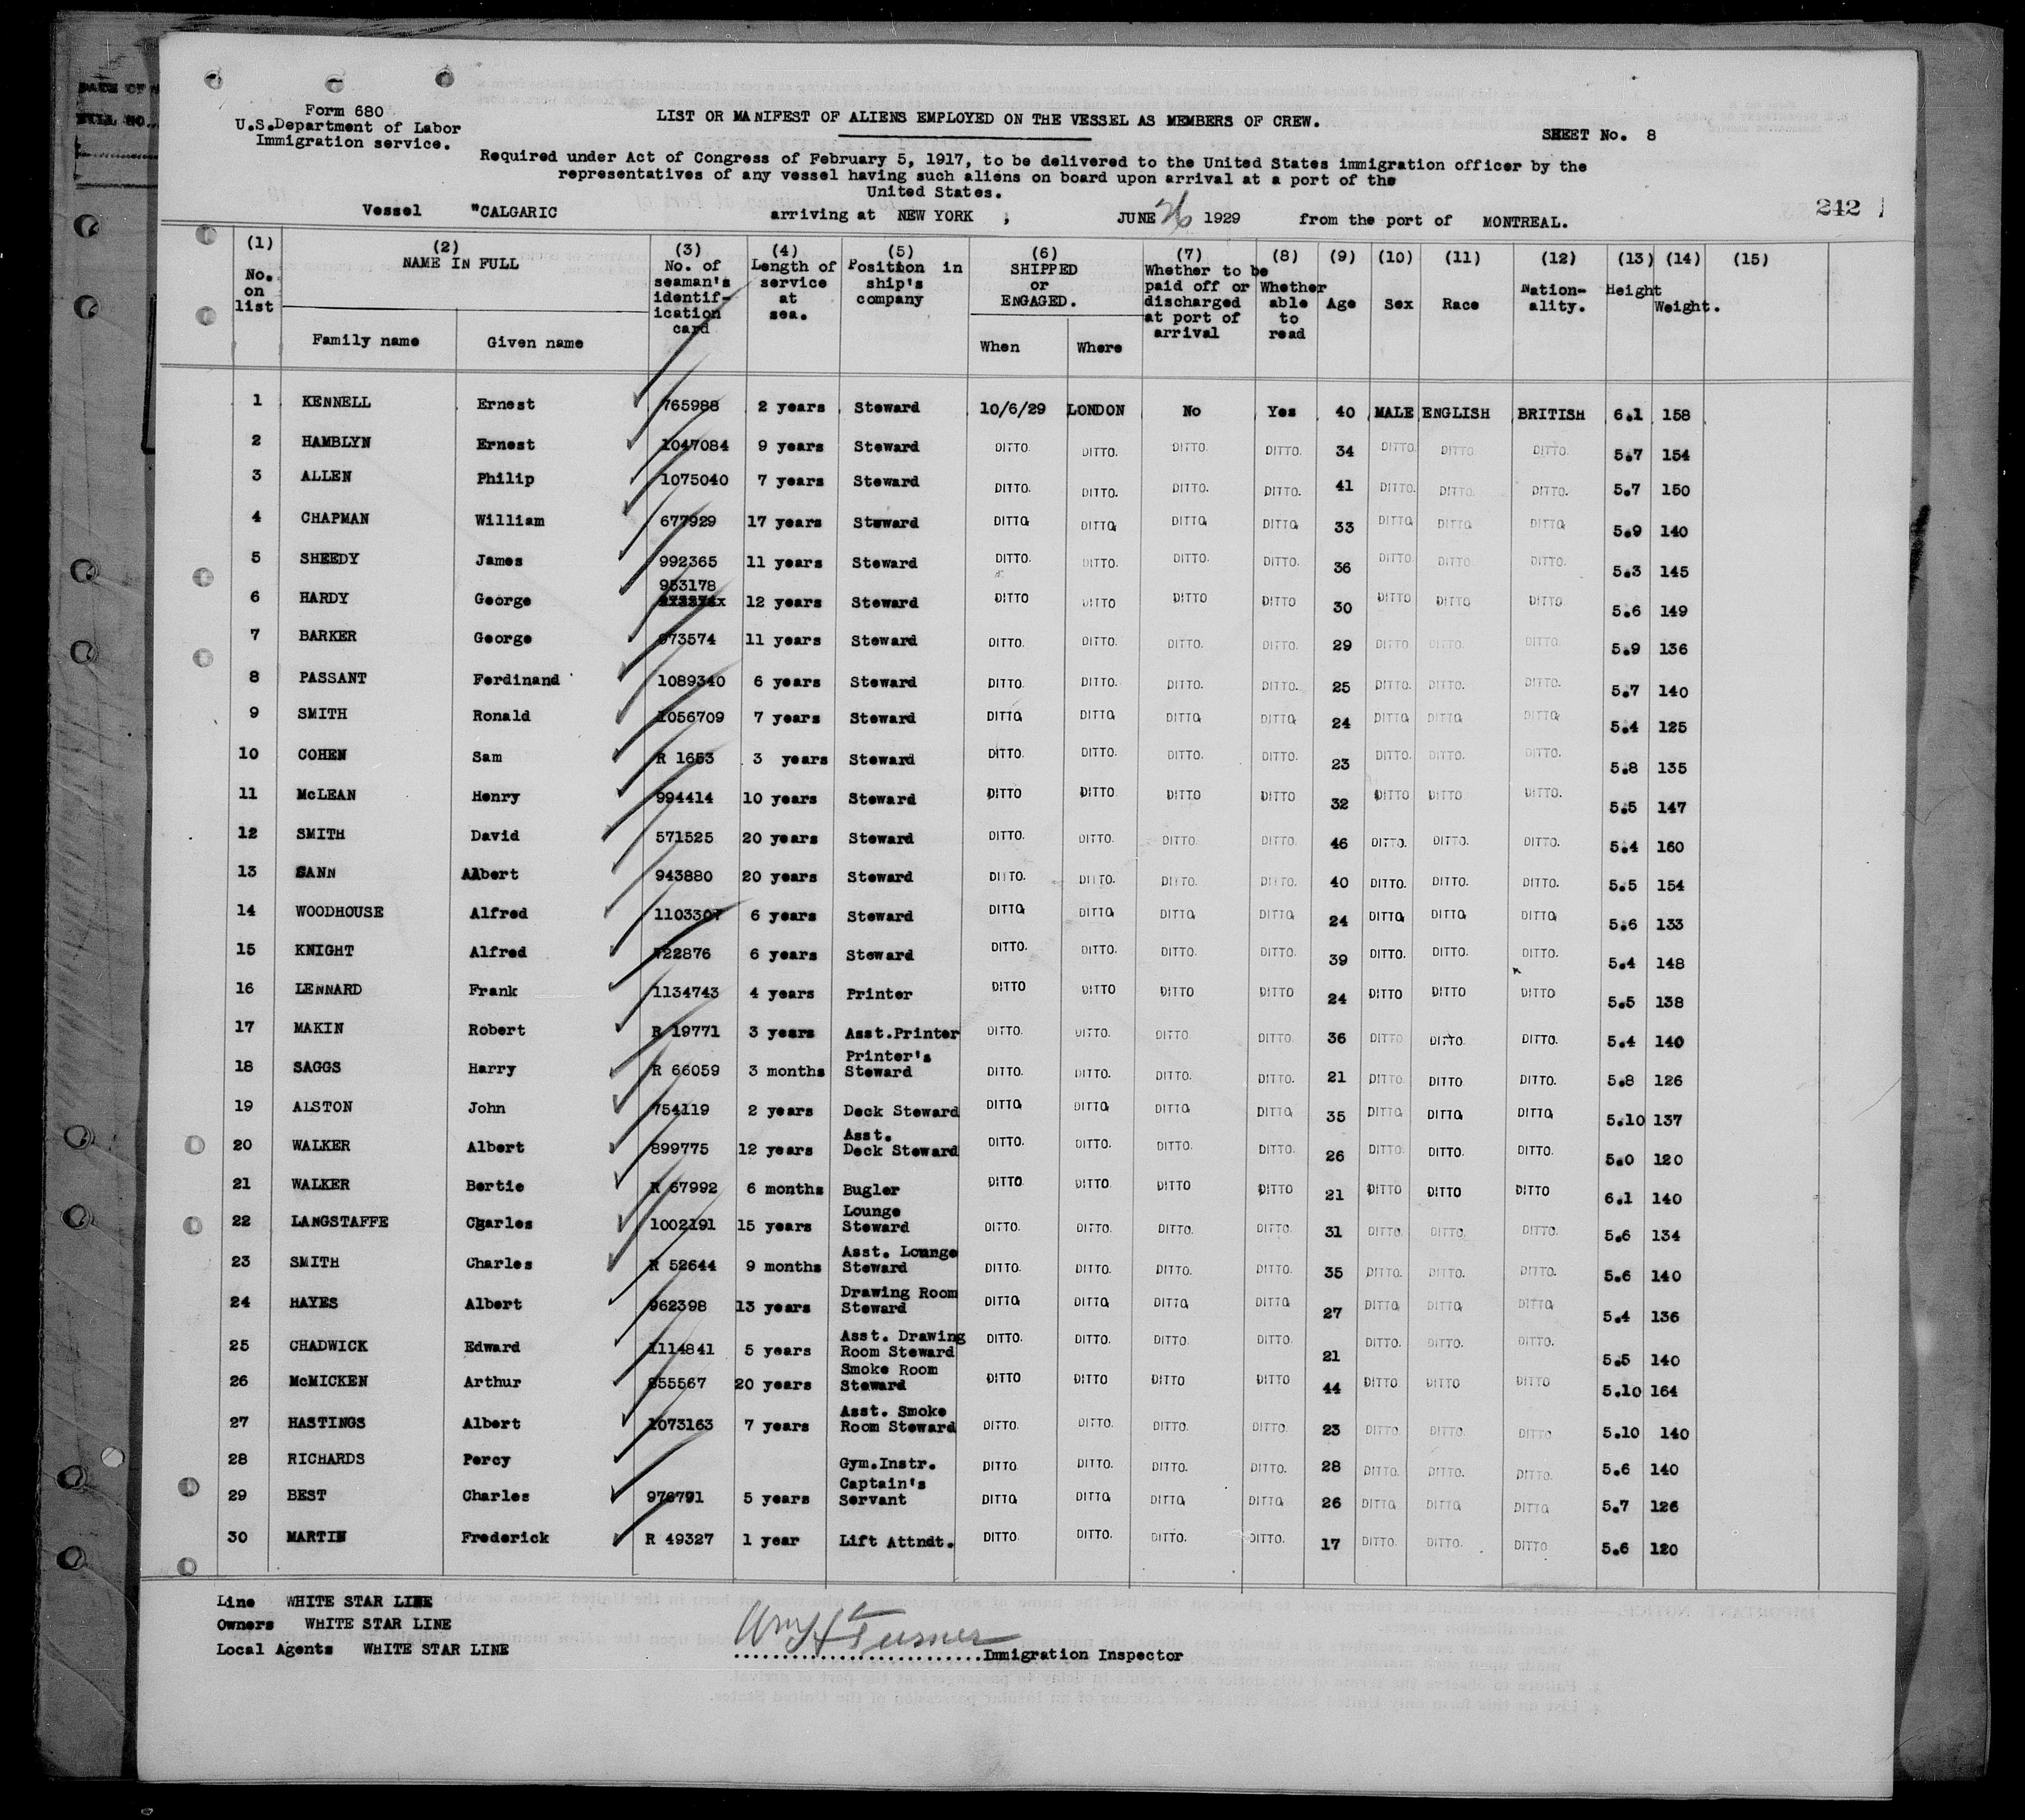 Form 680
U.S.Department of Labor
Immigration service.
LIST OR MANIFEST OF ALIENS EMPLOYED ON THE VESSEL AS MEMBERS OF CREW.
SHEET No. 8
Required under Act of Congress of February 5, 1917, to be delivered to the United States immigration officer by the
representatives of any vessel having such aliens on board upon arrival at a port of the
United States.
Vessel "CALGARIC arriving at NEW YORK , JUNE 26 1929 from the port of MONTREAL.
242
(1) No. on list
(2) NAME IN FULL Family name Given name
(3) No. of seaman's identif-ication card
(4) Length of service at sea.
(5) Position in ship's company
(6) SHIPPED or ENGAGED. When Where
(7) Whether to be paid off or discharged at port of arrival
(8) Whether able to read
(9) Age
(10) Sex
(11) Race
(12) Nation-ality.
(13) Height
(14) Weight.
(15)
1 KENNELL Ernest 765988 2 years Steward 10/6/29 LONDON No Yes 40 MALE ENGLISH BRITISH 6.1 158
2 HAMBLYN Ernest 1047084 9 years Steward DITTO. DITTO. DITTO. DITTO. 34 DITTO. DITTO. DITTO. 5.7 154
3 ALLEN Philip 1075040 7 years Steward DITTO. DITTO. DITTO. DITTO. 41 DITTO. DITTO. DITTO. 5.7 150
4 CHAPMAN William 677929 17 years Steward DITTO DITTO DITTO DITTO 33 DITTO DITTO DITTO 5.9 140
5 SHEEDY James 992365 11 years Steward DITTO. DITTO. DITTO. DITTO. 36 DITTO. DITTO DITTO. 5.3 145
6 HARDY George 953178 12 years Steward DITTO DITTO DITTO DITTO 30 DITTO DITTO DITTO 5.6 149
7 BARKER George 973574 11 years Steward DITTO. DITTO. DITTO. DITTO. 29 DITTO DITTO. DITTO 5.9 136
8 PASSANT Ferdinand 1089340 6 years Steward DITTO. DITTO. DITTO. DITTO. 25 DITTO. DITTO. DITTO. 5.7 140
9 SMITH Ronald 1056709 7 years Steward DITTO DITTO DITTO DITTO 24 DITTO DITTO DITTO 5.4 125
10 COHEN Sam R 1653 3 years Steward DITTO. DITTO. DITTO. DITTO. 23 DITTO. DITTO. DITTO. 5.8 135
11 McLEAN Henry 994414 10 years Steward DITTO DITTO DITTO DITTO 32 DITTO DITTO DITTO. 5.5 147
12 SMITH David 571525 20 years Steward DITTO. DITTO. DITTO DITTO. 46 DITTO. DITTO. DITTO. 5.4 160
13 SANN Albert 943880 20 years Steward DITTO. DITTO. DITTO. DITTO. 40 DITTO. DITTO. DITTO. 5.5 154
14 WOODHOUSE Alfred 1103307 6 years Steward DITTO DITTO DITTO DITTO 24 DITTO DITTO DITTO 5.6 133
15 KNIGHT Alfred 722876 6 years Steward DITTO. DITTO. DITTO. DITTO. 39 DITTO. DITTO. DITTO. 5.4 148
16 LENNARD Frank 1134743 4 years Printer DITTO DITTO DITTO DITTO 24 DITTO DITTO DITTO 5.5 138
17 MAKIN Robert R 19771 3 years Asst.Printer DITTO. DITTO. DITTO DITTO. 36 DITTO DITTO. DITTO. 5.4 140
18 SAGGS Harry R 66059 3 months Printer's Steward DITTO. DITTO. DITTO. DITTO. 21 DITTO. DITTO DITTO. 5.8 126
19 ALSTON John 754119 2 years Deck Steward DITTO DITTO DITTO DITTO 35 DITTO DITTO DITTO 5.10 137
20 WALKER Albert 899775 12 years Asst. Deck Steward DITTO. DITTO. DITTO. DITTO. 26 DITTO. DITTO. DITTO. 5.0 120
21 WALKER Bertie R 67992 6 months Bugler DITTO DITTO DITTO DITTO 21 DITTO DITTO DITTO 6.1 140
22 LANGSTAFFE Charles 1002191 15 years Lounge Steward DITTO. DITTO. DITTO. DITTO. 31 DITTO. DITTO. DITTO. 5.6 134
23 SMITH Charles R 52644 9 months Asst. Lounge Steward DITTO. DITTO. DITTO. DITTO. 35 DITTO. DITTO. DITTO. 5.6 140
24 HAYES Albert 962398 13 years Drawing Room Steward DITTO DITTO DITTO DITTO 27 DITTO DITTO DITTO 5.4 136
25 CHADWICK Edward 1114841 5 years Asst. Drawing Room Steward DITTO. DITTO. DITTO. DITTO. 21 DITTO. DITTO. DITTO. 5.5 140
26 McMICKEN Arthur 855567 20 years Smoke Room Steward DITTO DITTO DITTO DITTO 44 DITTO DITTO DITTO 5.10 164
27 HASTINGS Albert 1073163 7 years Asst. Smoke Room Steward DITTO. DITTO. DITTO. DITTO. 23 DITTO DITTO. DITTO 5.10 140
28 RICHARDS Percy Gym.Instr. DITTO DITTO. DITTO. DITTO. 28 DITTO. DITTO. DITTO. 5.6 140
29 BEST Charles 976791 5 years Captain's Servant DITTO DITTO DITTO DITTO 26 DITTO DITTO DITTO 5.7 126
30 MARTIN Frederick R 49327 1 year Lift Attndt. DITTO. DITTO. DITTO. DITTO. 17 DITTO. DITTO. DITTO 5.6 120
Line WHITE STAR LINE
Owners WHITE STAR LINE
Local Agents WHITE STAR LINE
Wm H Turner
Immigration Inspector